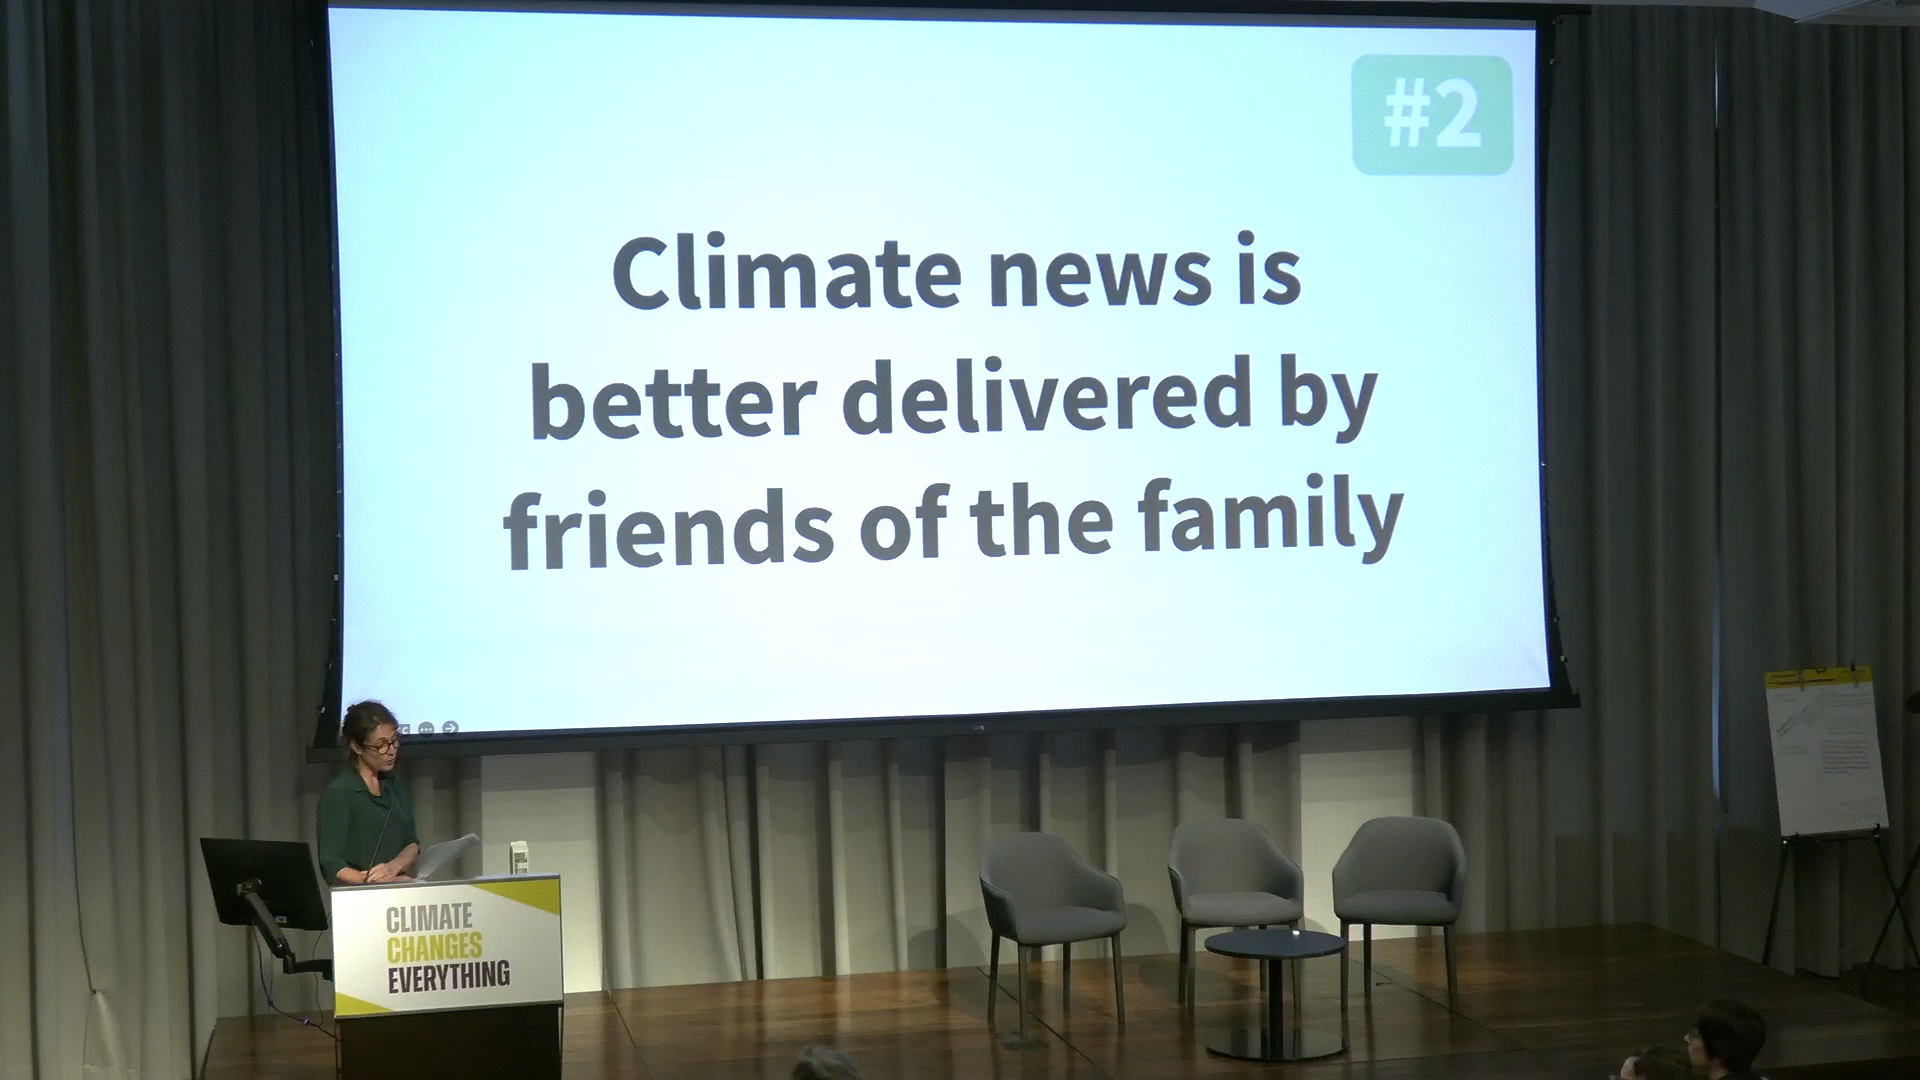 #2
Climate news is
better delivered by
friends of the family
CLIMATE
CHANGES
EVERYTHING